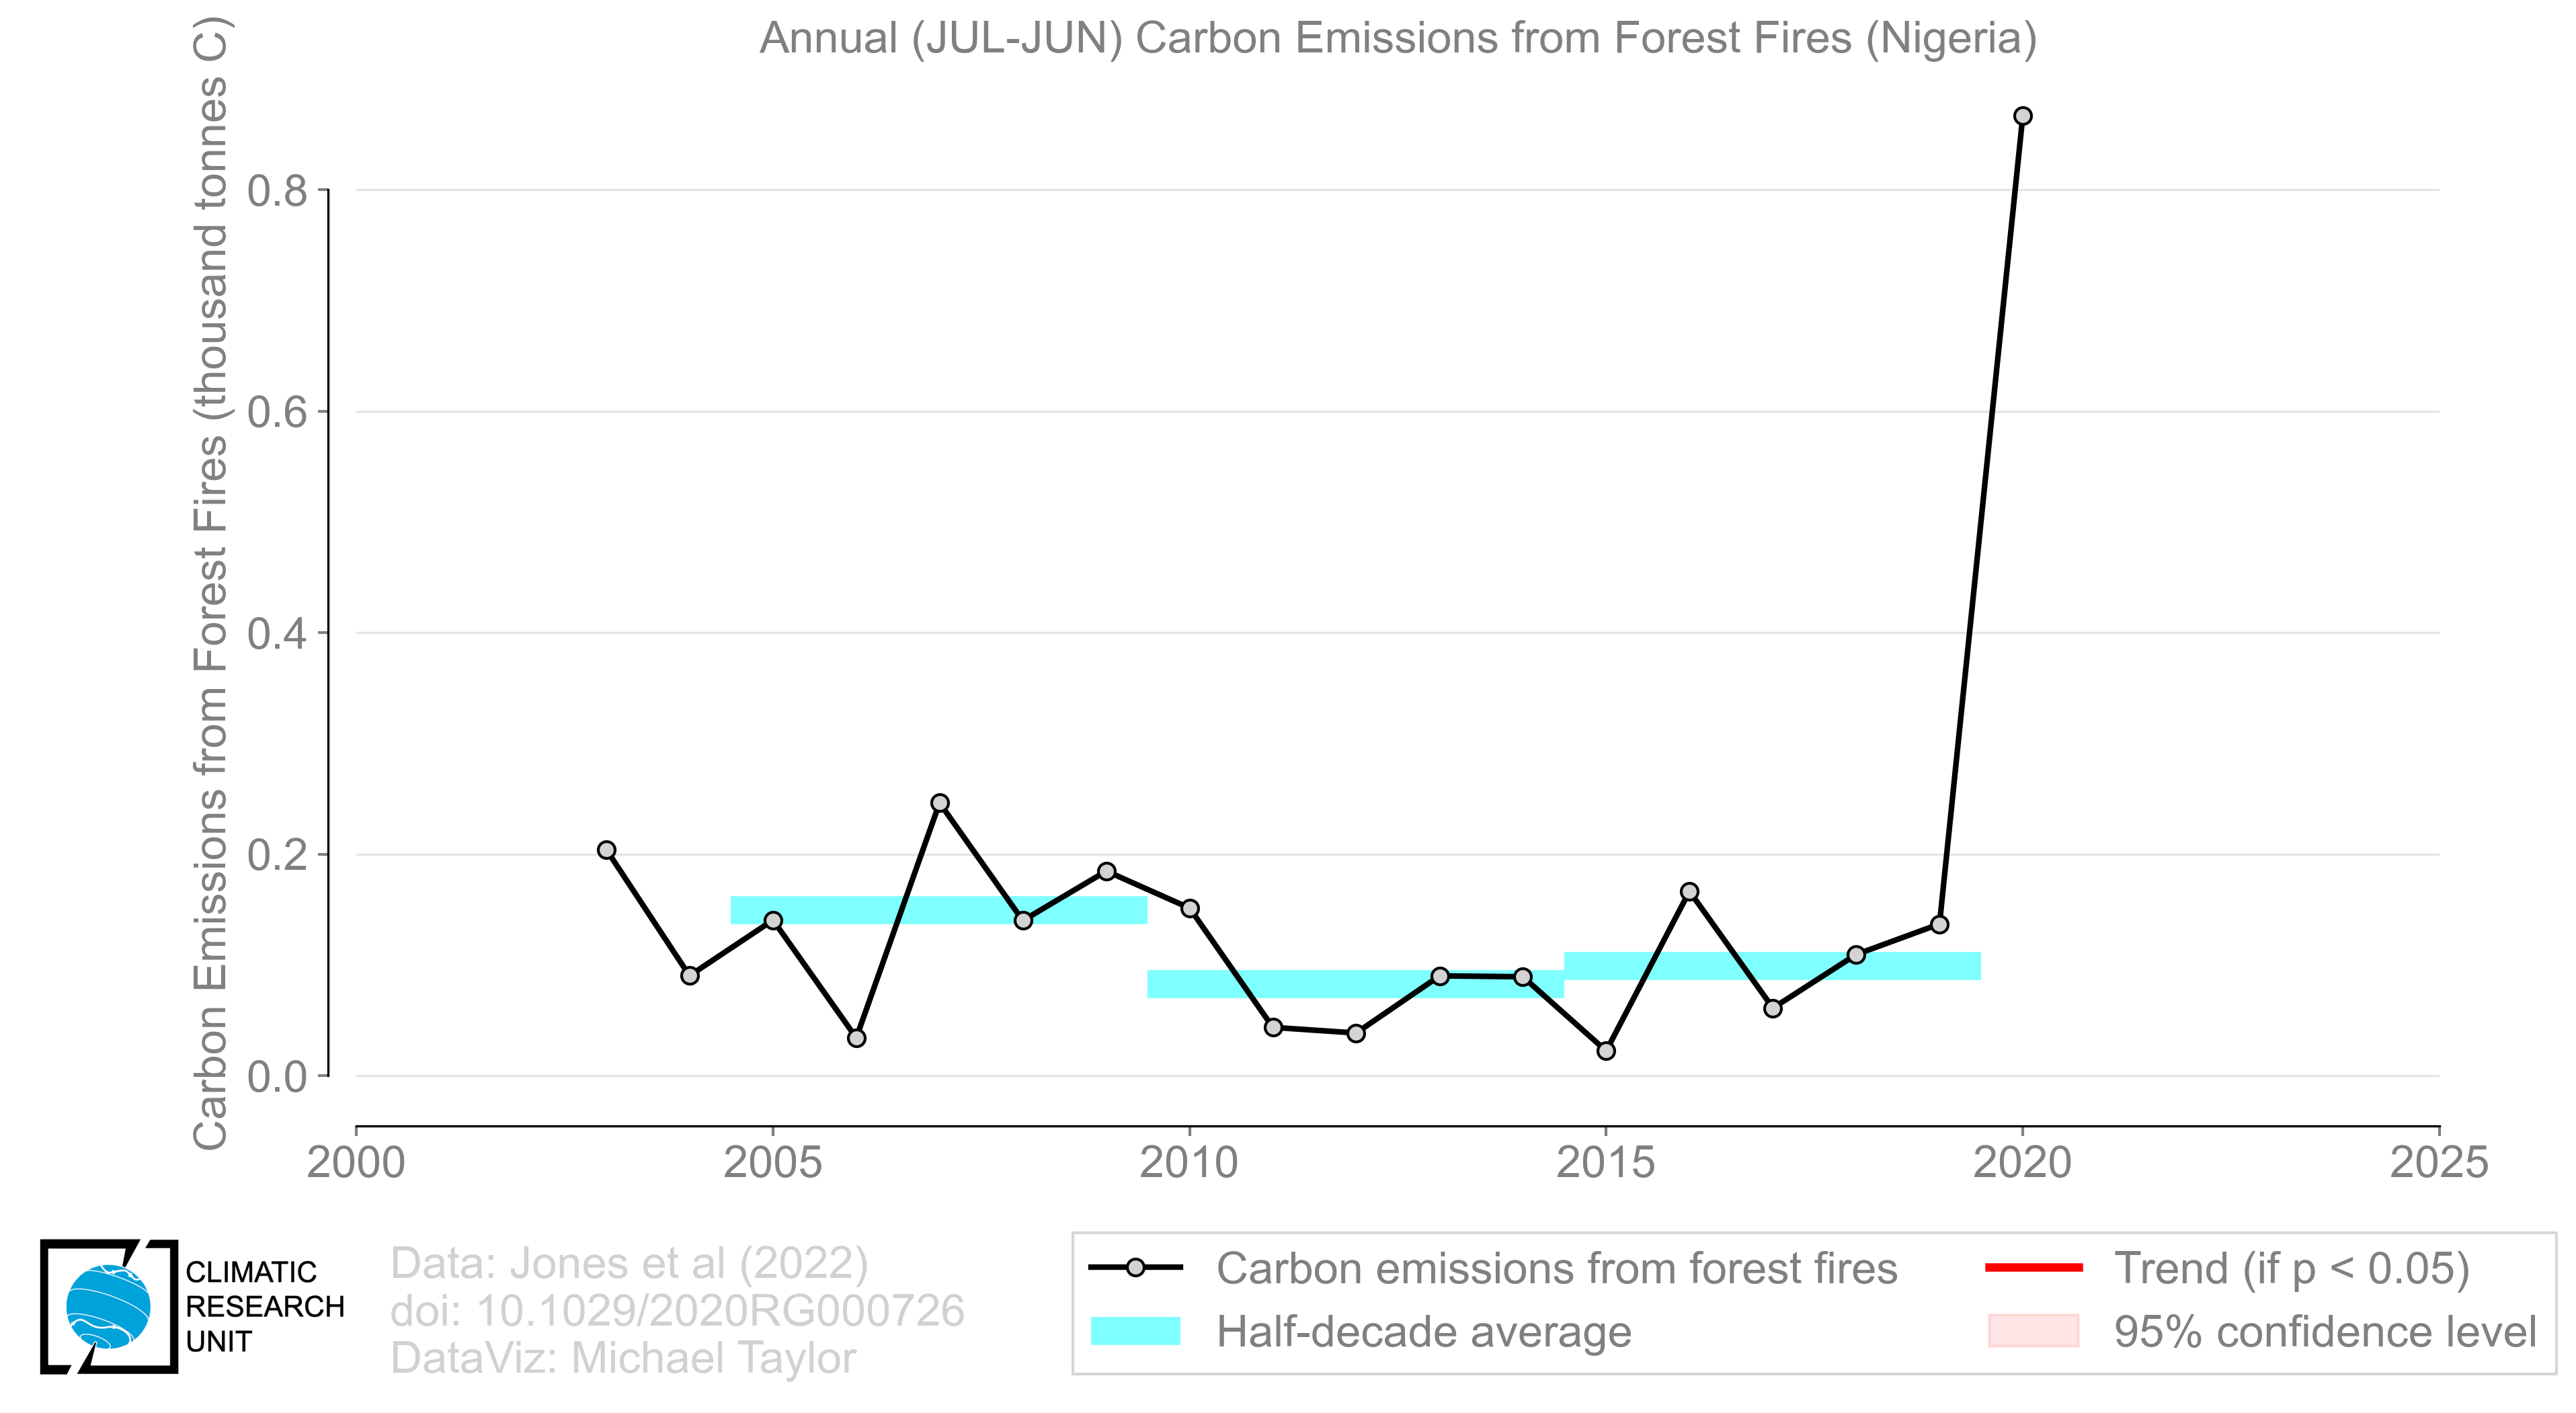 Annual (JUL-JUN) Carbon Emissions from Forest Fires (Nigeria)
Carbon Emissions from Forest Fires (thousand tonnes C)
0.8
0.6
0.4
0.2
0.0
2000
2005
2010
2015
2020
2025
CLIMATIC
RESEARCH
UNIT
Data: Jones et al (2022)
doi: 10.1029/2020RG000726
DataViz: Michael Taylor
Carbon emissions from forest fires
Half-decade average
Trend (if p < 0.05)
95% confidence level